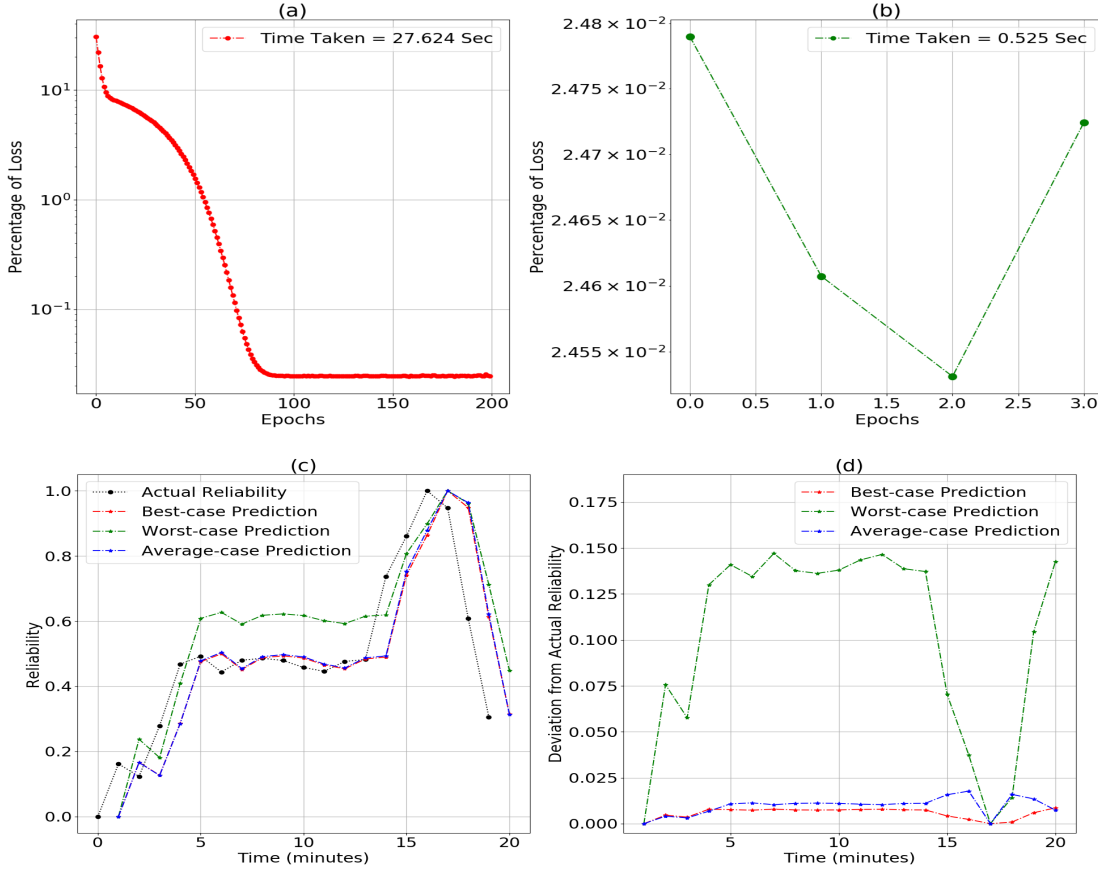 (a)
Time Taken = 27.624 Sec
10¹
10⁰
10⁻¹
Percentage of Loss
0 50 100 150 200
Epochs
(b)
Time Taken = 0.525 Sec
2.48 × 10⁻²
2.475 × 10⁻²
2.47 × 10⁻²
2.465 × 10⁻²
2.46 × 10⁻²
2.455 × 10⁻²
Percentage of Loss
0.0 0.5 1.0 1.5 2.0 2.5 3.0
Epochs
(c)
Actual Reliability
Best-case Prediction
Worst-case Prediction
Average-case Prediction
1.0
0.8
0.6
0.4
0.2
0.0
Reliability
0 5 10 15 20
Time (minutes)
(d)
Best-case Prediction
Worst-case Prediction
Average-case Prediction
0.175
0.150
0.125
0.100
0.075
0.050
0.025
0.000
Deviation from Actual Reliability
5 10 15 20
Time (minutes)